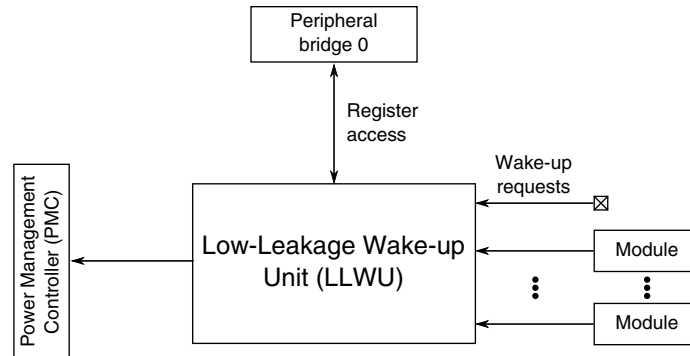 Peripheral
bridge 0
Register
access
Wake-up
requests
Power Management
Controller (PMC)
Low-Leakage Wake-up
Unit (LLWU)
Module
Module